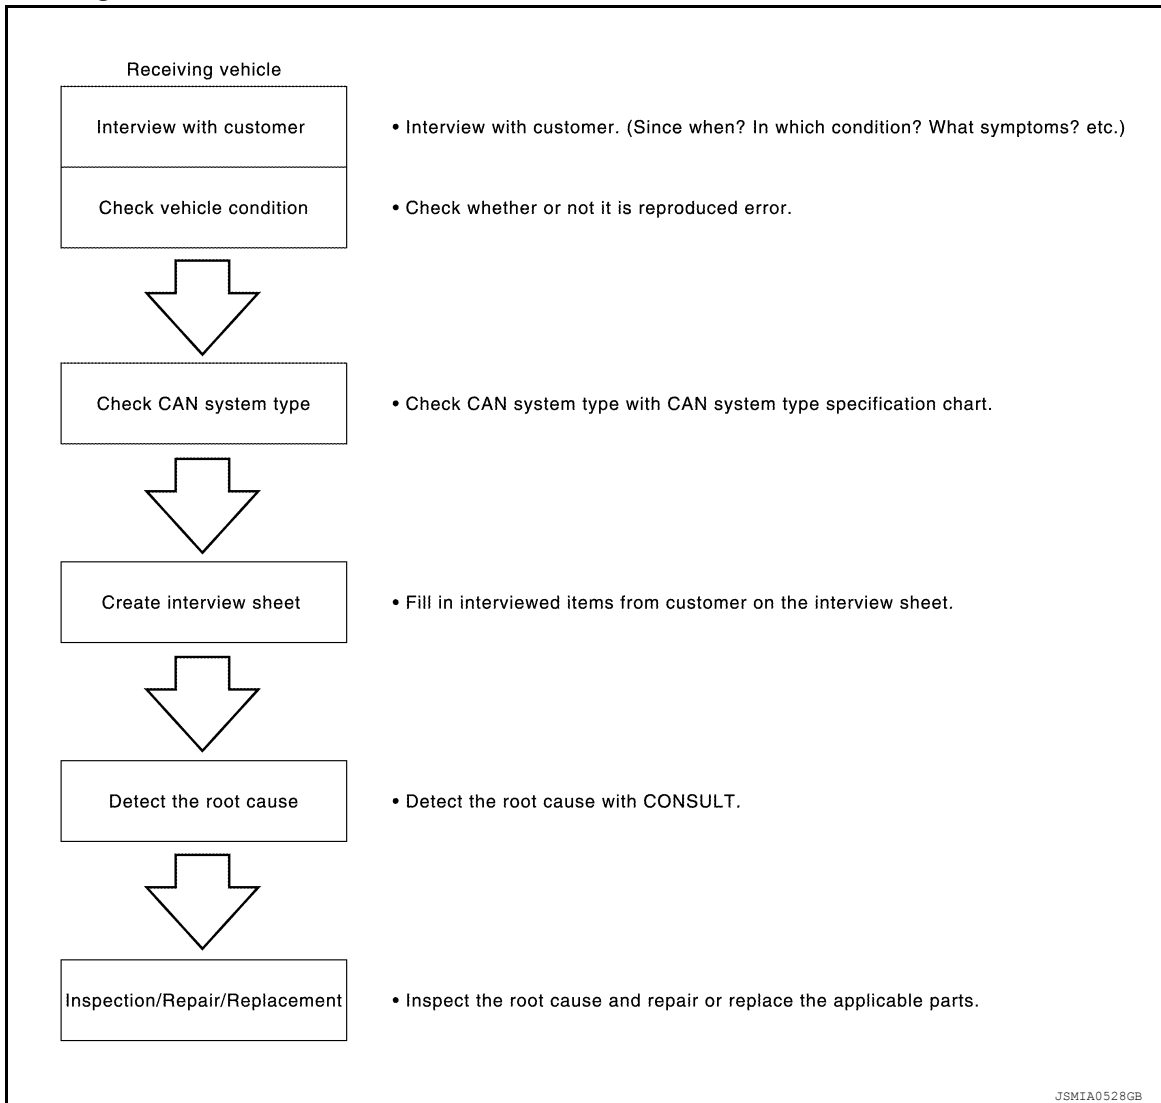 Receiving vehicle
Interview with customer
• Interview with customer. (Since when? In which condition? What symptoms? etc.)
Check vehicle condition
• Check whether or not it is reproduced error.
Check CAN system type
• Check CAN system type with CAN system type specification chart.
Create interview sheet
• Fill in interviewed items from customer on the interview sheet.
Detect the root cause
• Detect the root cause with CONSULT.
Inspection/Repair/Replacement
• Inspect the root cause and repair or replace the applicable parts.
JSMIA0528GB